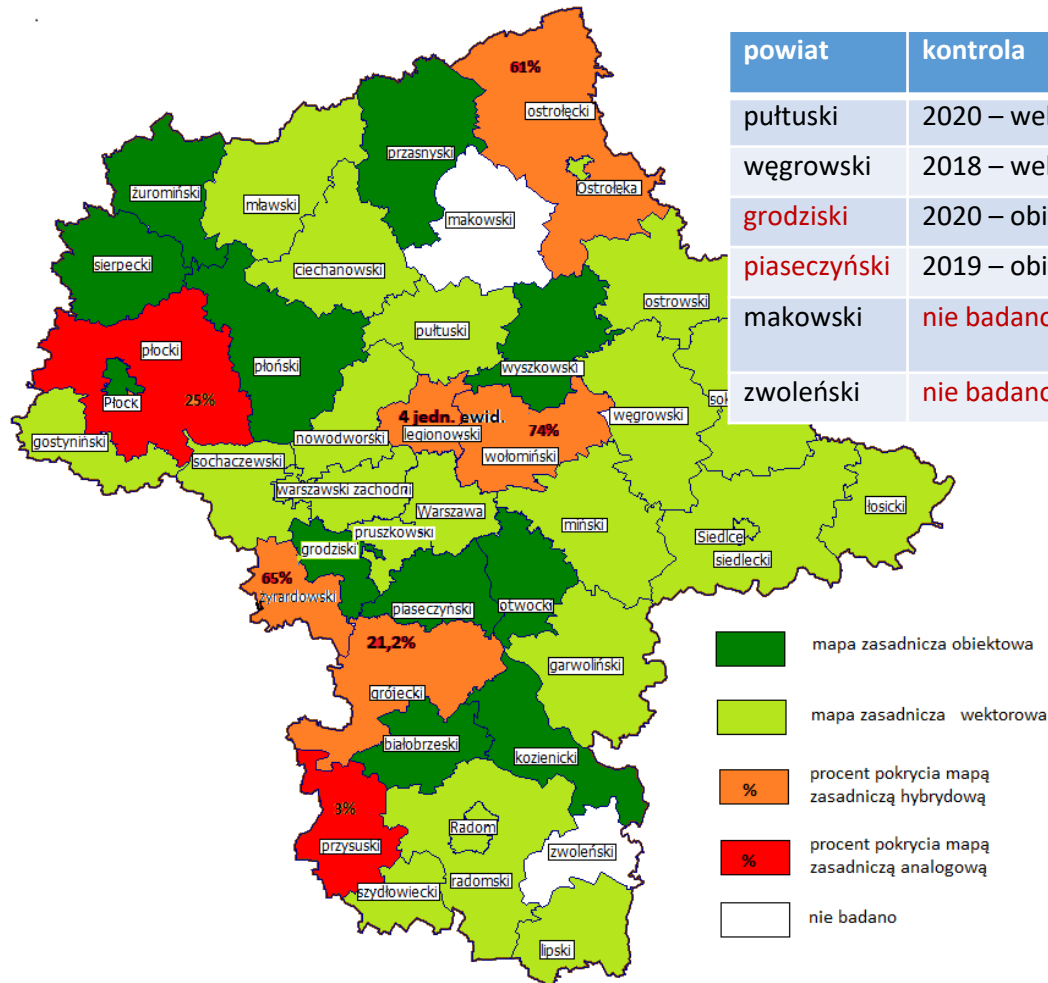 powiat kontrola
pułtuski 2020 – wek
węgrowski 2018 – wek
grodziski 2020 – obi
piaseczyński 2019 – obi
makowski nie badano
zwoleński nie badano
61%
ostrołęcki
przasnyski
Ostrołęka
żuromiński
mławski
makowski
sierpecki
ciechanowski
ostrowski
pułtuski
płocki
płoński
wyszkowski
Płock
25%
4 jedn. ewid.
74%
węgrowski
sok
gostyniński
nowodworski
legionowski
wołomiński
sochaczewski
warszawski zachodni
Warszawa
łosicki
pruszkowski
miński
Siedlce
siedlecki
grodziski
65%
żyrardowski
piaseczyński
otwocki
21,2%
garwoliński
grójecki
białobrzeski
kozienicki
3%
Radom
zwoleński
przysuski
radomski
szydłowiecki
lipski
mapa zasadnicza obiektowa
mapa zasadnicza wektorowa
% procent pokrycia mapą
zasadniczą hybrydową
% procent pokrycia mapą
zasadniczą analogową
nie badano